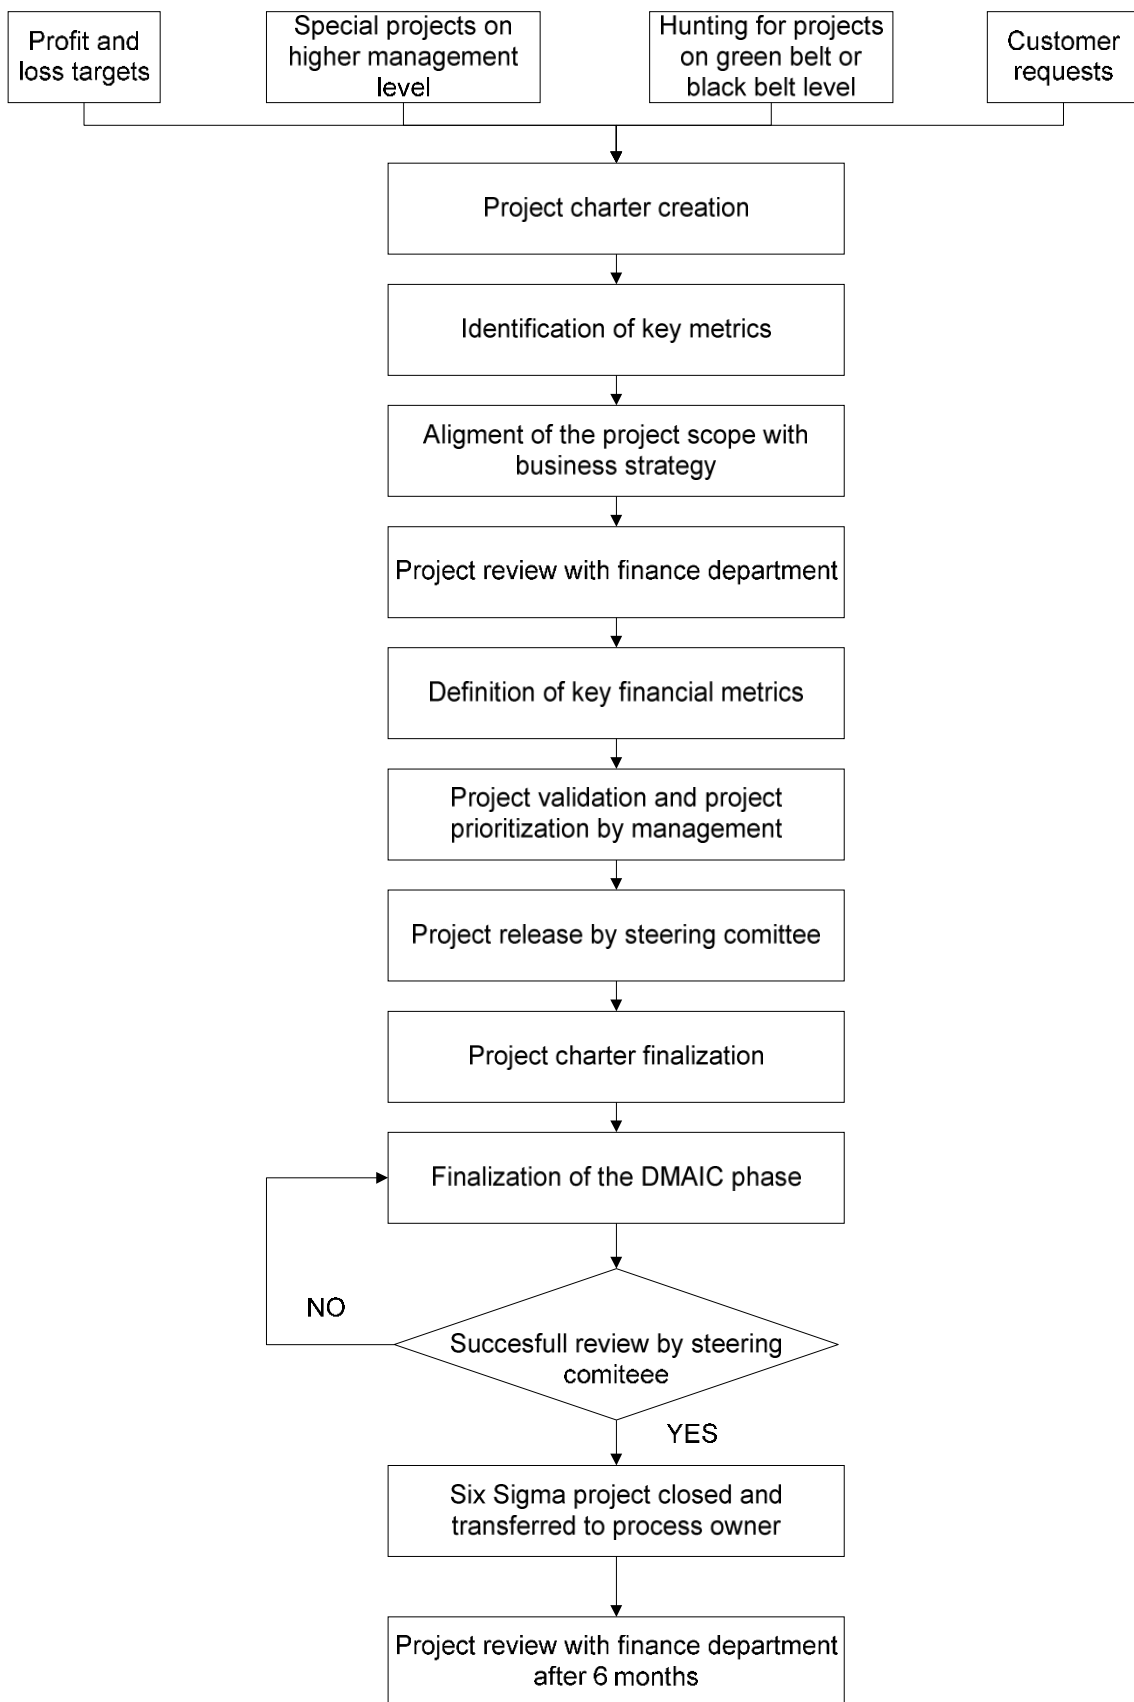 Profit and
loss targets
Special projects on
higher management
level
Hunting for projects
on green belt or
black belt level
Customer
requests
Project charter creation
Identification of key metrics
Aligment of the project scope with
business strategy
Project review with finance department
Definition of key financial metrics
Project validation and project
prioritization by management
Project release by steering comittee
Project charter finalization
Finalization of the DMAIC phase
NO
Succesfull review by steering
comiteee
YES
Six Sigma project closed and
transferred to process owner
Project review with finance department
after 6 months